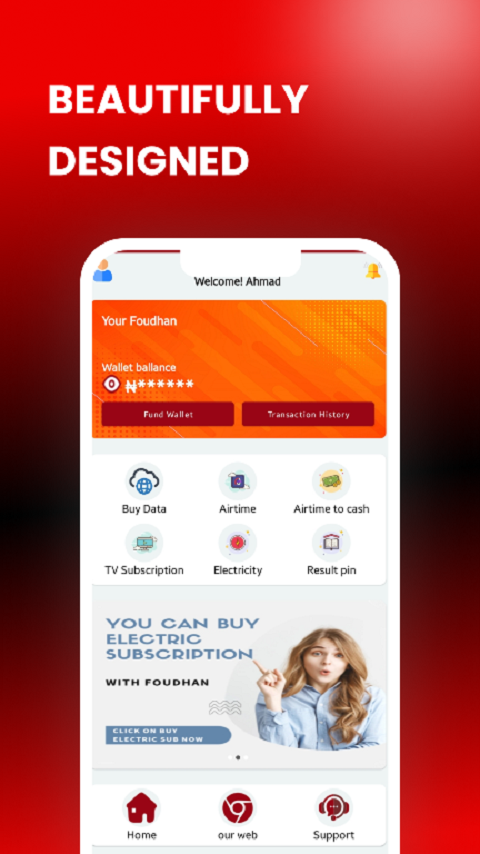 BEAUTIFULLY
DESIGNED
Welcome! Ahmad
Your Foudhan
Wallet ballance
₦******
Fund Wallet Transaction History
Buy Data Airtime Airtime to cash
TV Subscription Electricity Result pin
YOU CAN BUY
ELECTRIC
SUBSCRIPTION
WITH FOUDHAN
CLICK ON BUY
ELECTRIC SUB NOW
Home our web Support